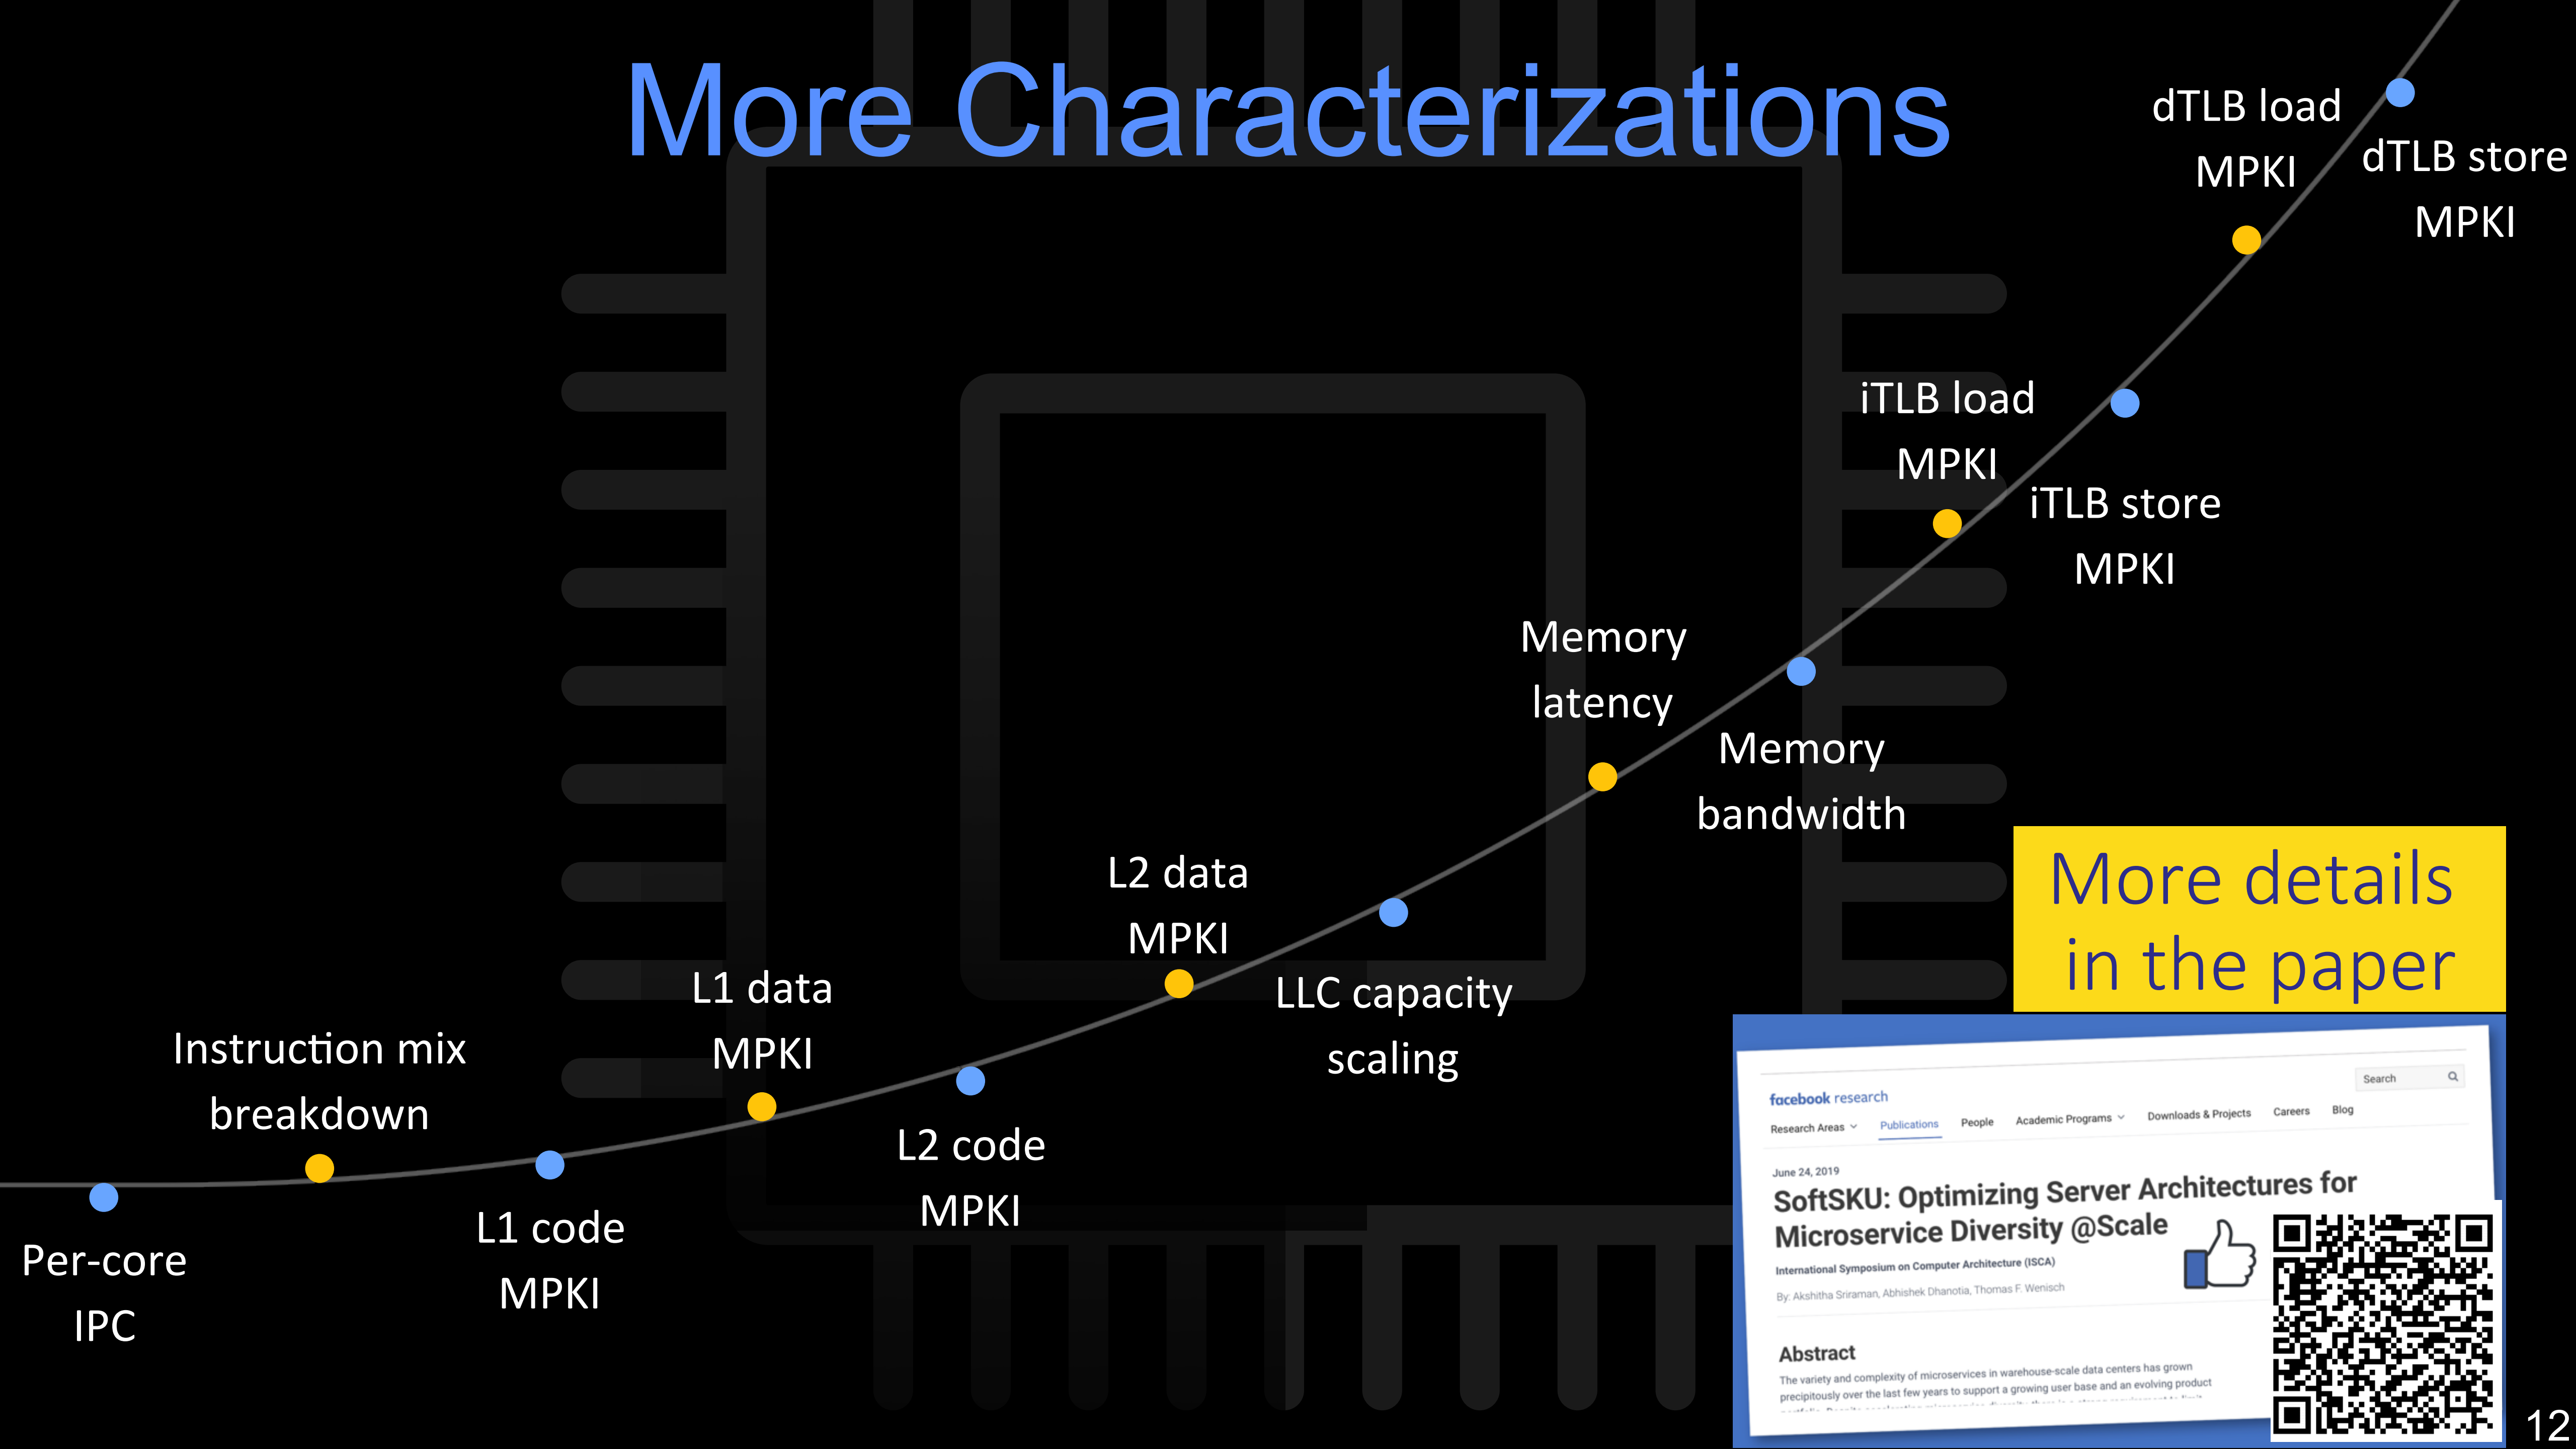 More Characterizations
Per-core
IPC
Instruction mix
breakdown
L1 code
MPKI
L1 data
MPKI
L2 code
MPKI
L2 data
MPKI
LLC capacity
scaling
Memory
latency
Memory
bandwidth
iTLB load
MPKI
iTLB store
MPKI
dTLB load
MPKI
dTLB store
MPKI
More details
in the paper
facebook research
Search
Research Areas Publications People Academic Programs Downloads & Projects Careers Blog
June 24, 2019
SoftSKU: Optimizing Server Architectures for
Microservice Diversity @Scale
International Symposium on Computer Architecture (ISCA)
By: Akshitha Sriraman, Abhishek Dhanotia, Thomas F. Wenisch
Abstract
The variety and complexity of microservices in warehouse-scale data centers has grown
precipitously over the last few years to support a growing user base and an evolving product
12